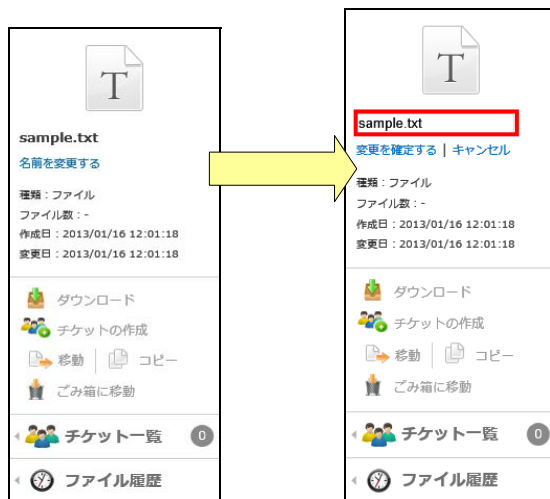 T
sample.txt
名前を変更する
種類：ファイル
ファイル数：-
作成日：2013/01/16 12:01:18
変更日：2013/01/16 12:01:18
ダウンロード
チケットの作成
移動 | コピー
ごみ箱に移動
チケット一覧 0
ファイル履歴
T
sample.txt
変更を確定する | キャンセル
種類：ファイル
ファイル数：-
作成日：2013/01/16 12:01:18
変更日：2013/01/16 12:01:18
ダウンロード
チケットの作成
移動 | コピー
ごみ箱に移動
チケット一覧 0
ファイル履歴